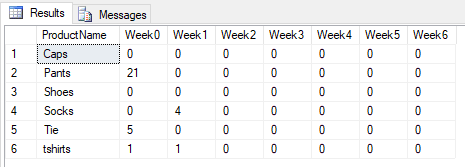 Results Messages
ProductName Week0 Week1 Week2 Week3 Week4 Week5 Week6
1 Caps 0 0 0 0 0 0 0
2 Pants 21 0 0 0 0 0 0
3 Shoes 0 0 0 0 0 0 0
4 Socks 0 4 0 0 0 0 0
5 Tie 5 0 0 0 0 0 0
6 tshirts 1 1 0 0 0 0 0